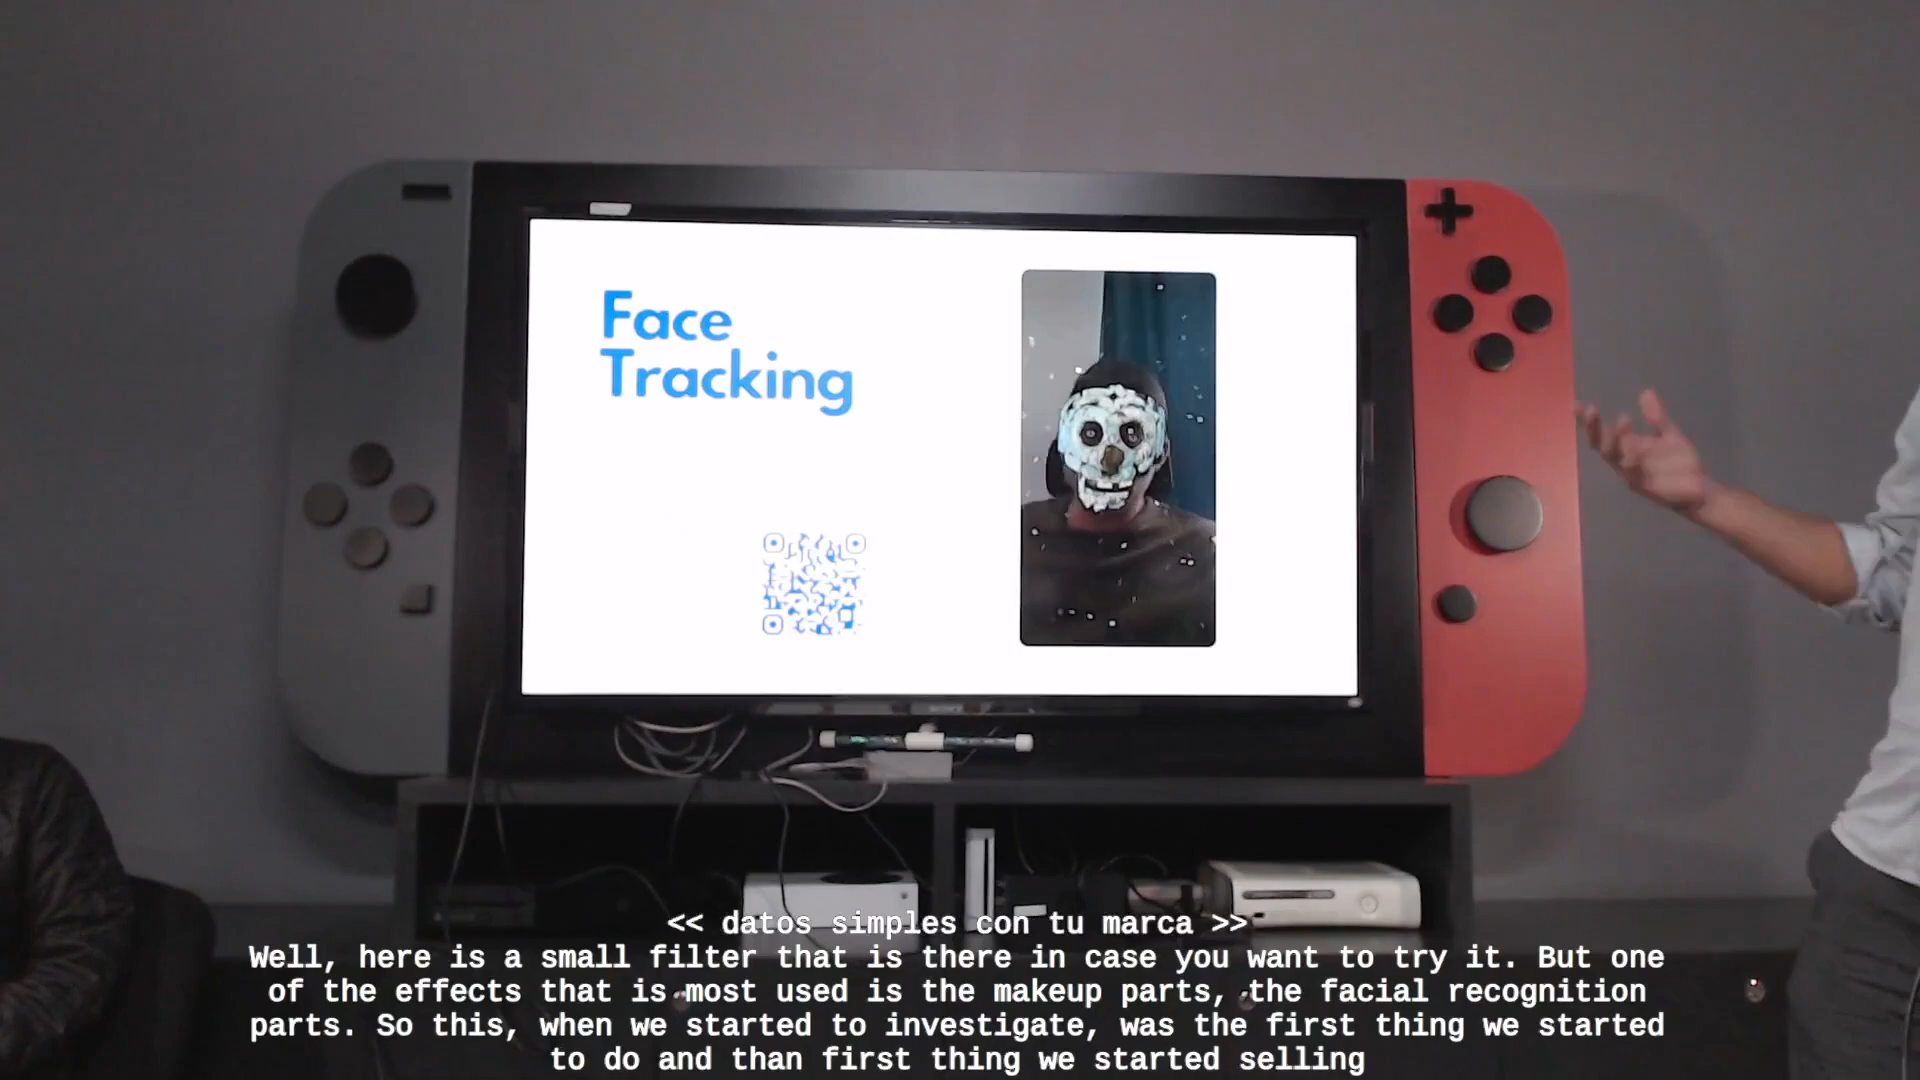 Face
Tracking
SONY
<< datos simples con tu marca >>
Well, here is a small filter that is there in case you want to try it. But one
of the effects that is most used is the makeup parts, the facial recognition
parts. So this, when we started to investigate, was the first thing we started
to do and than first thing we started selling